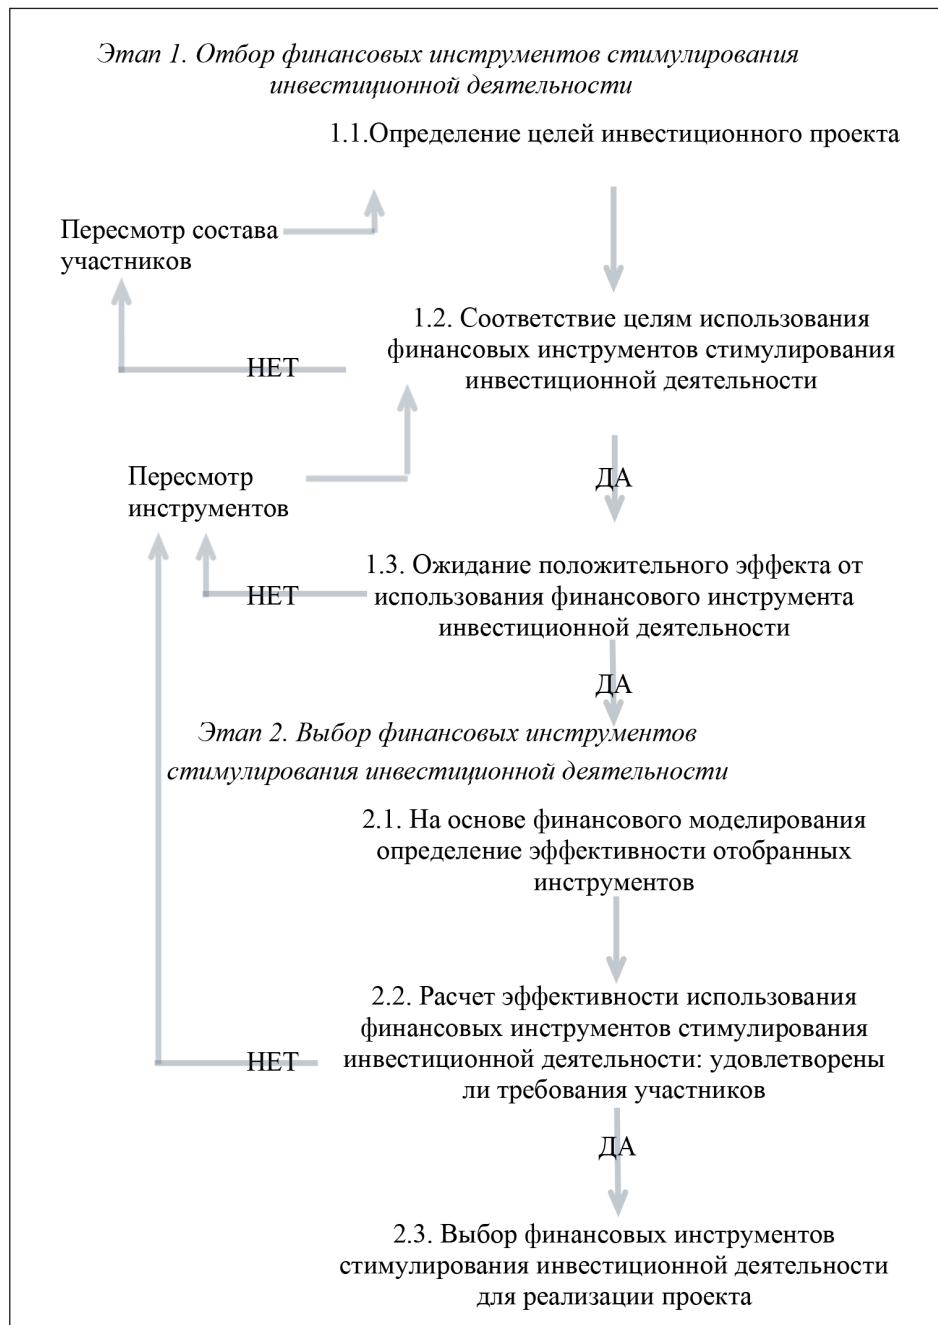 Этап 1. Отбор финансовых инструментов стимулирования
инвестиционной деятельности
1.1.Определение целей инвестиционного проекта
Пересмотр состава
участников
1.2. Соответствие целям использования
финансовых инструментов стимулирования
инвестиционной деятельности
НЕТ
Пересмотр
инструментов
ДА
1.3. Ожидание положительного эффекта от
использования финансового инструмента
инвестиционной деятельности
НЕТ
ДА
Этап 2. Выбор финансовых инструментов
стимулирования инвестиционной деятельности
2.1. На основе финансового моделирования
определение эффективности отобранных
инструментов
2.2. Расчет эффективности использования
финансовых инструментов стимулирования
инвестиционной деятельности: удовлетворены
ли требования участников
НЕТ
ДА
2.3. Выбор финансовых инструментов
стимулирования инвестиционной деятельности
для реализации проекта